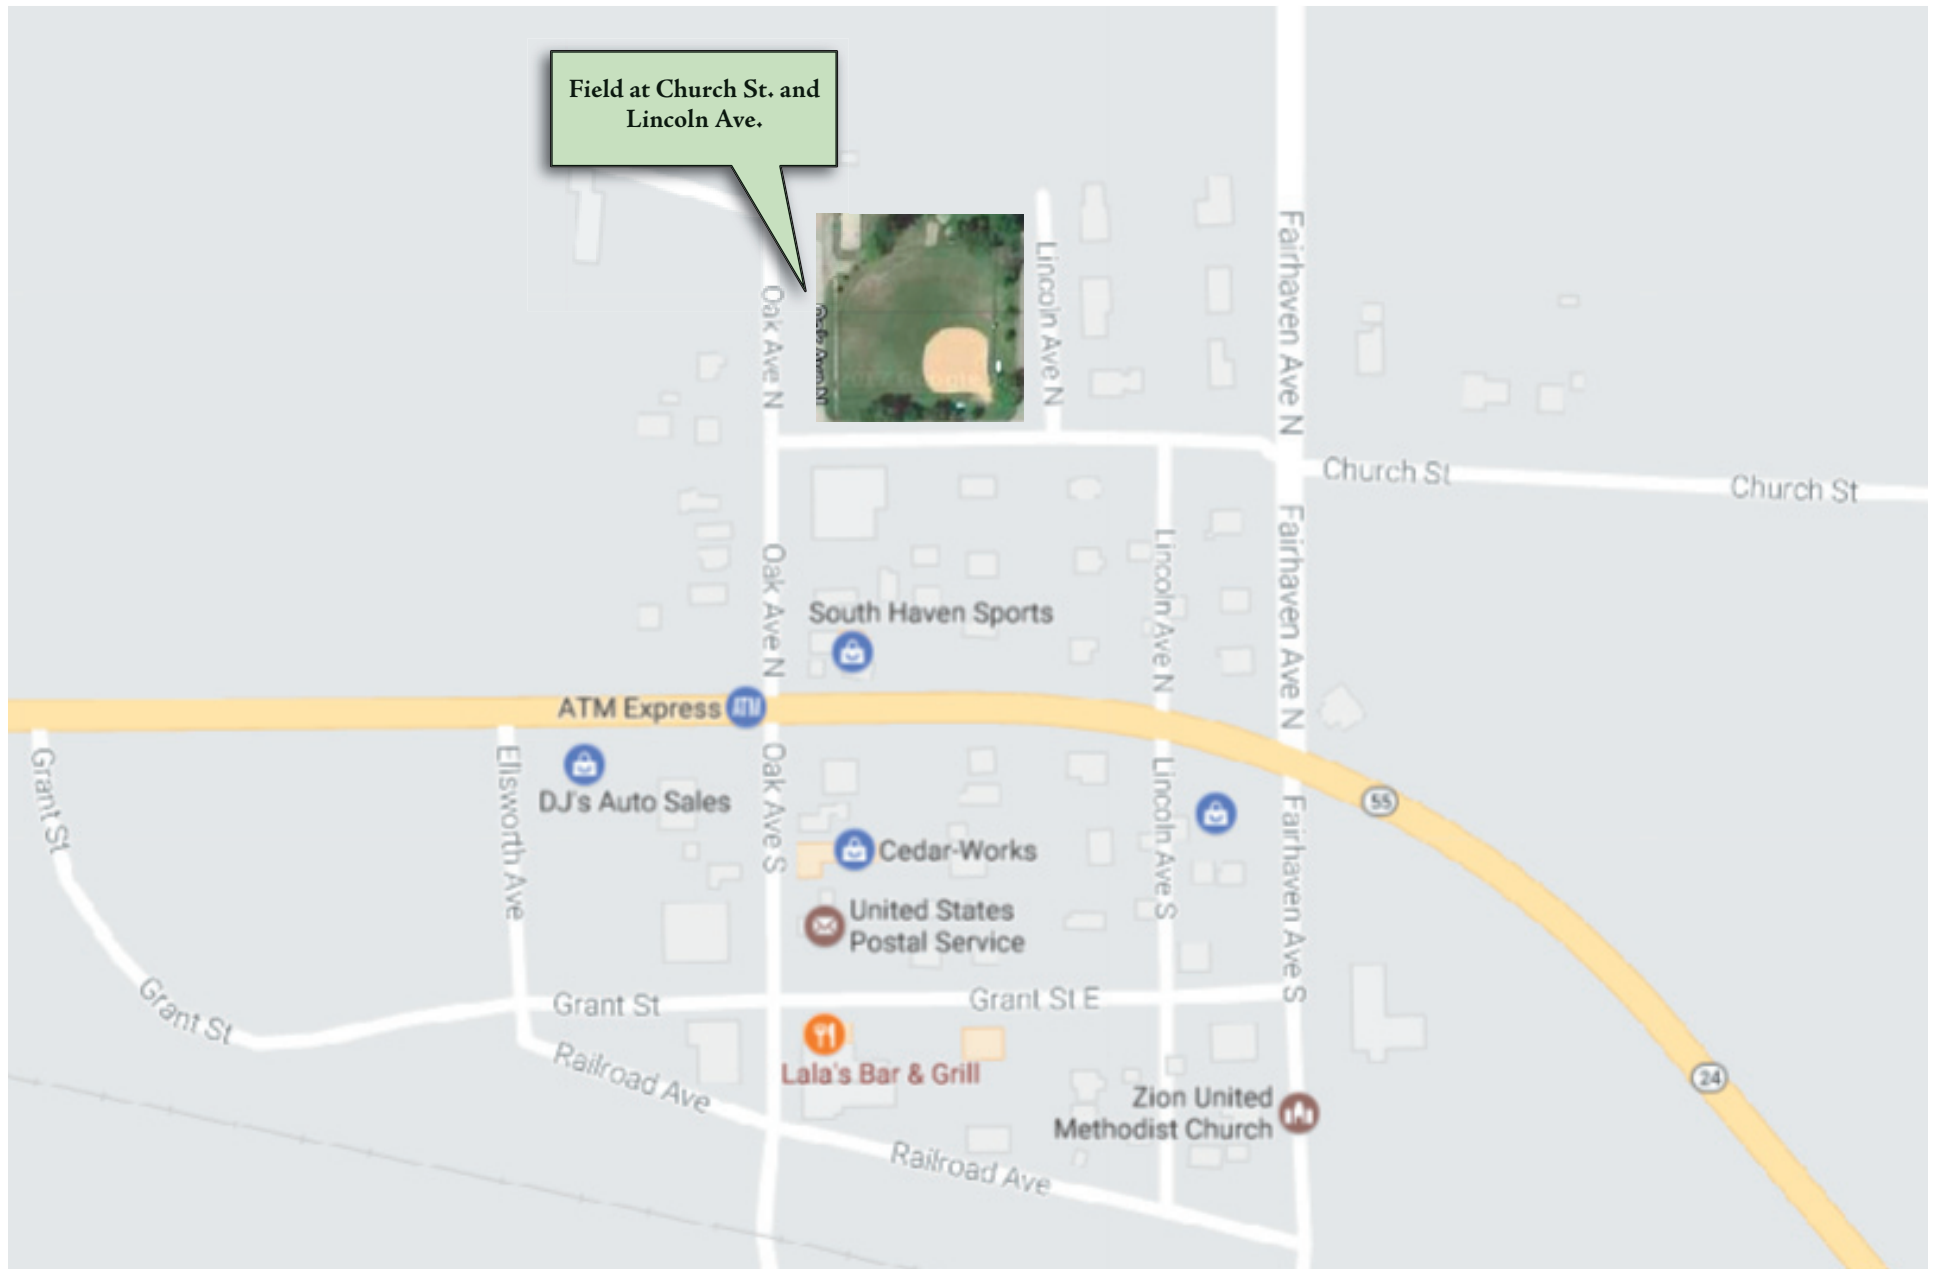 Field at Church St. and
Lincoln Ave.
Oak Ave N
Lincoln Ave N
Fairhaven Ave N
Church St
Church St
Oak Ave N
Lincoln Ave N
Fairhaven Ave N
South Haven Sports
ATM Express
ATM
Grant St
Ellsworth Ave
DJ's Auto Sales
Oak Ave S
Lincoln Ave S
Fairhaven Ave S
55
Cedar-Works
United States
Postal Service
Grant St
Grant St
Grant St E
Railroad Ave
Lala's Bar & Grill
Zion United
Methodist Church
24
Railroad Ave